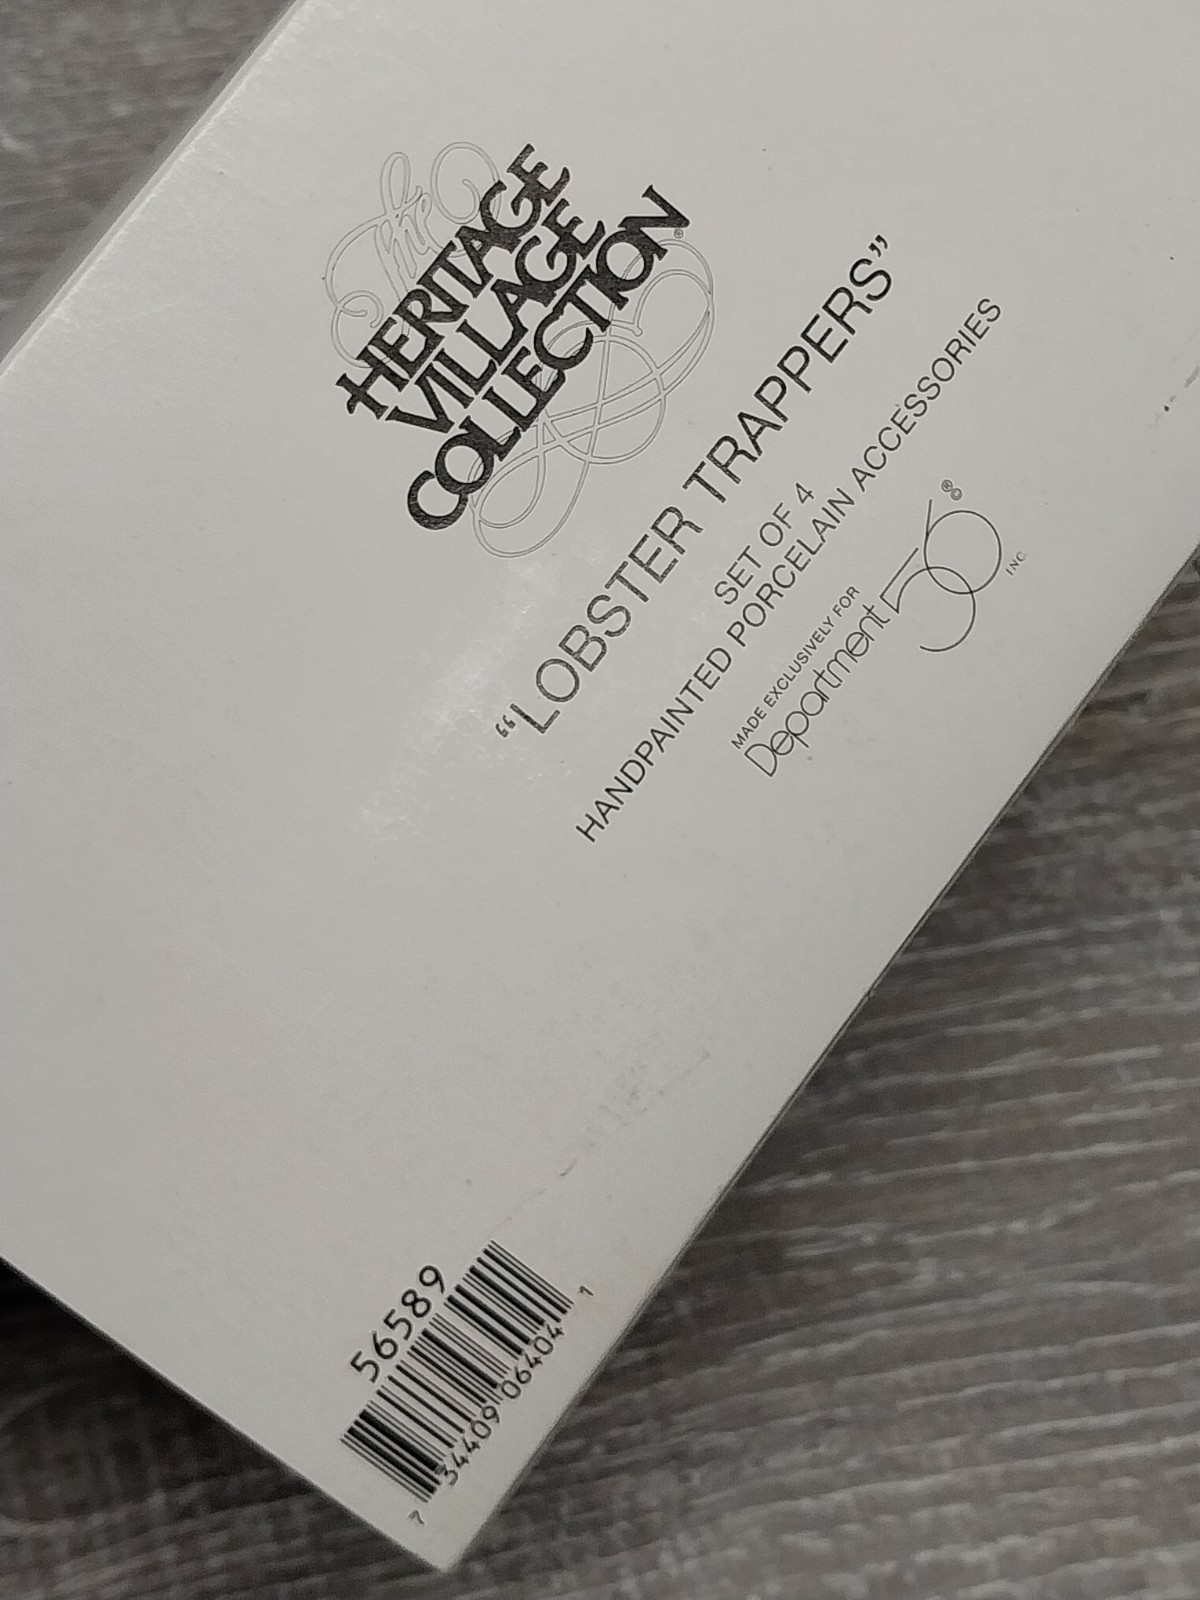 The
HERITAGE
VILLAGE
COLLECTION®
“LOBSTER TRAPPERS”
SET OF 4
HANDPAINTED PORCELAIN ACCESSORIES
MADE EXCLUSIVELY FOR
Department 56 ®© INC
56589
7 34409 06404 1